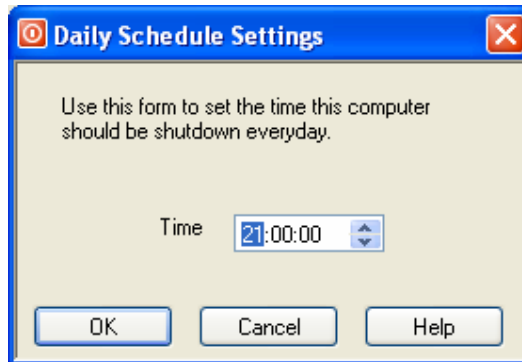 Daily Schedule Settings
Use this form to set the time this computer
should be shutdown everyday.
Time 21:00:00
OK Cancel Help